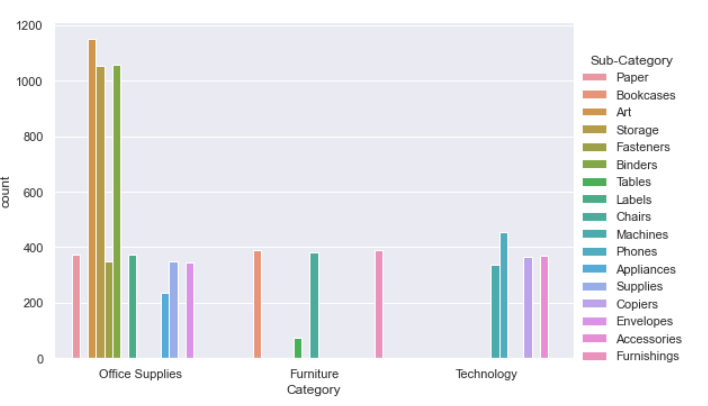 1200
1000
800
600
400
200
0
count
Office Supplies
Furniture
Technology
Category
Sub-Category
Paper
Bookcases
Art
Storage
Fasteners
Binders
Tables
Labels
Chairs
Machines
Phones
Appliances
Supplies
Copiers
Envelopes
Accessories
Furnishings